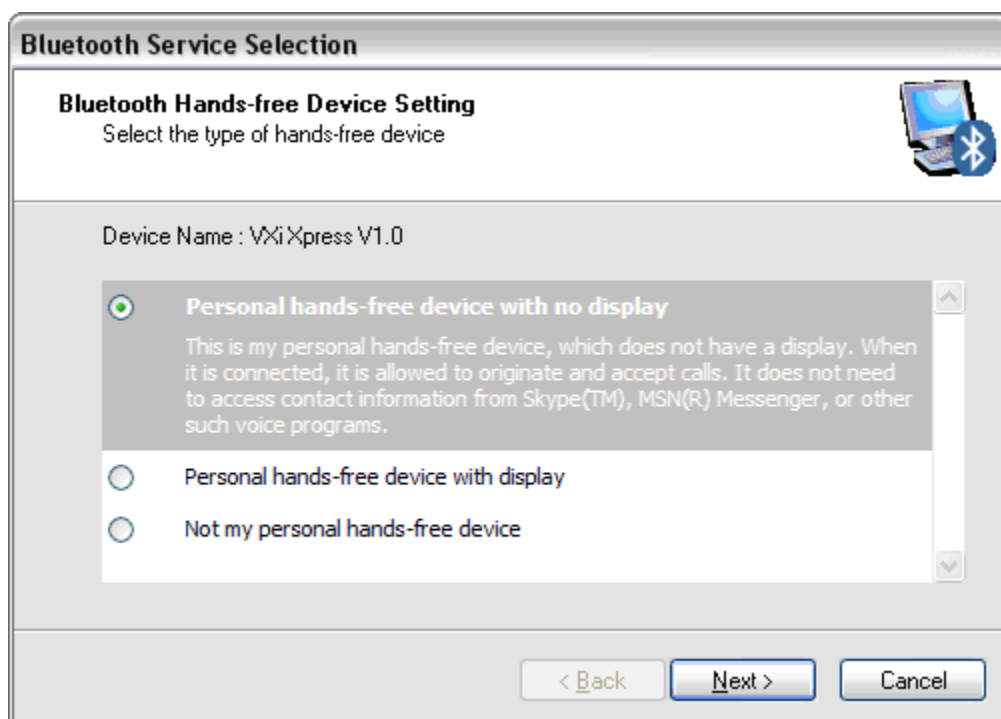 Bluetooth Service Selection
Bluetooth Hands-free Device Setting
Select the type of hands-free device
Device Name : VXi Xpress V1.0
Personal hands-free device with no display
This is my personal hands-free device, which does not have a display. When
it is connected, it is allowed to originate and accept calls. It does not need
to access contact information from Skype(TM), MSN(R) Messenger, or other
such voice programs.
Personal hands-free device with display
Not my personal hands-free device
< Back
Next >
Cancel